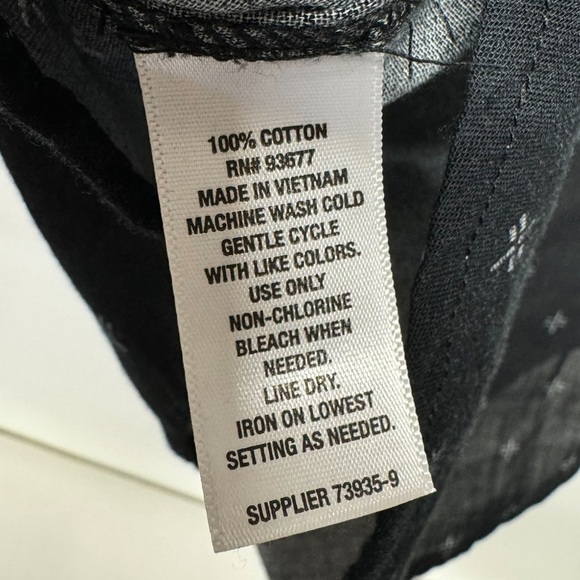 100% COTTON
RN# 93677
MADE IN VIETNAM
MACHINE WASH COLD
GENTLE CYCLE
WITH LIKE COLORS.
USE ONLY
NON-CHLORINE
BLEACH WHEN
NEEDED.
LINE DRY.
IRON ON LOWEST
SETTING AS NEEDED.
SUPPLIER 73935-9